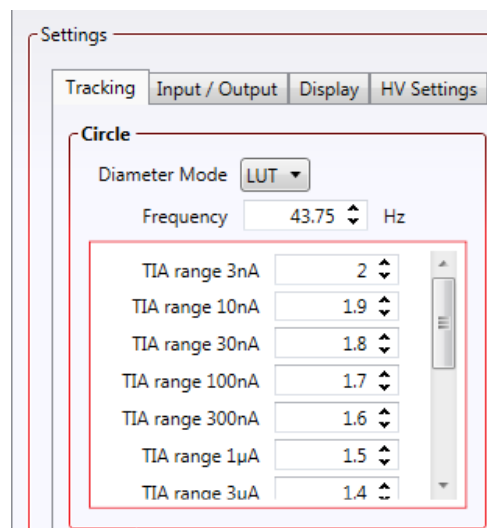 Settings
Tracking Input / Output Display HV Settings
Circle
Diameter Mode LUT
Frequency 43.75 Hz
TIA range 3nA 2
TIA range 10nA 1.9
TIA range 30nA 1.8
TIA range 100nA 1.7
TIA range 300nA 1.6
TIA range 1µA 1.5
TIA range 3µA 1.4